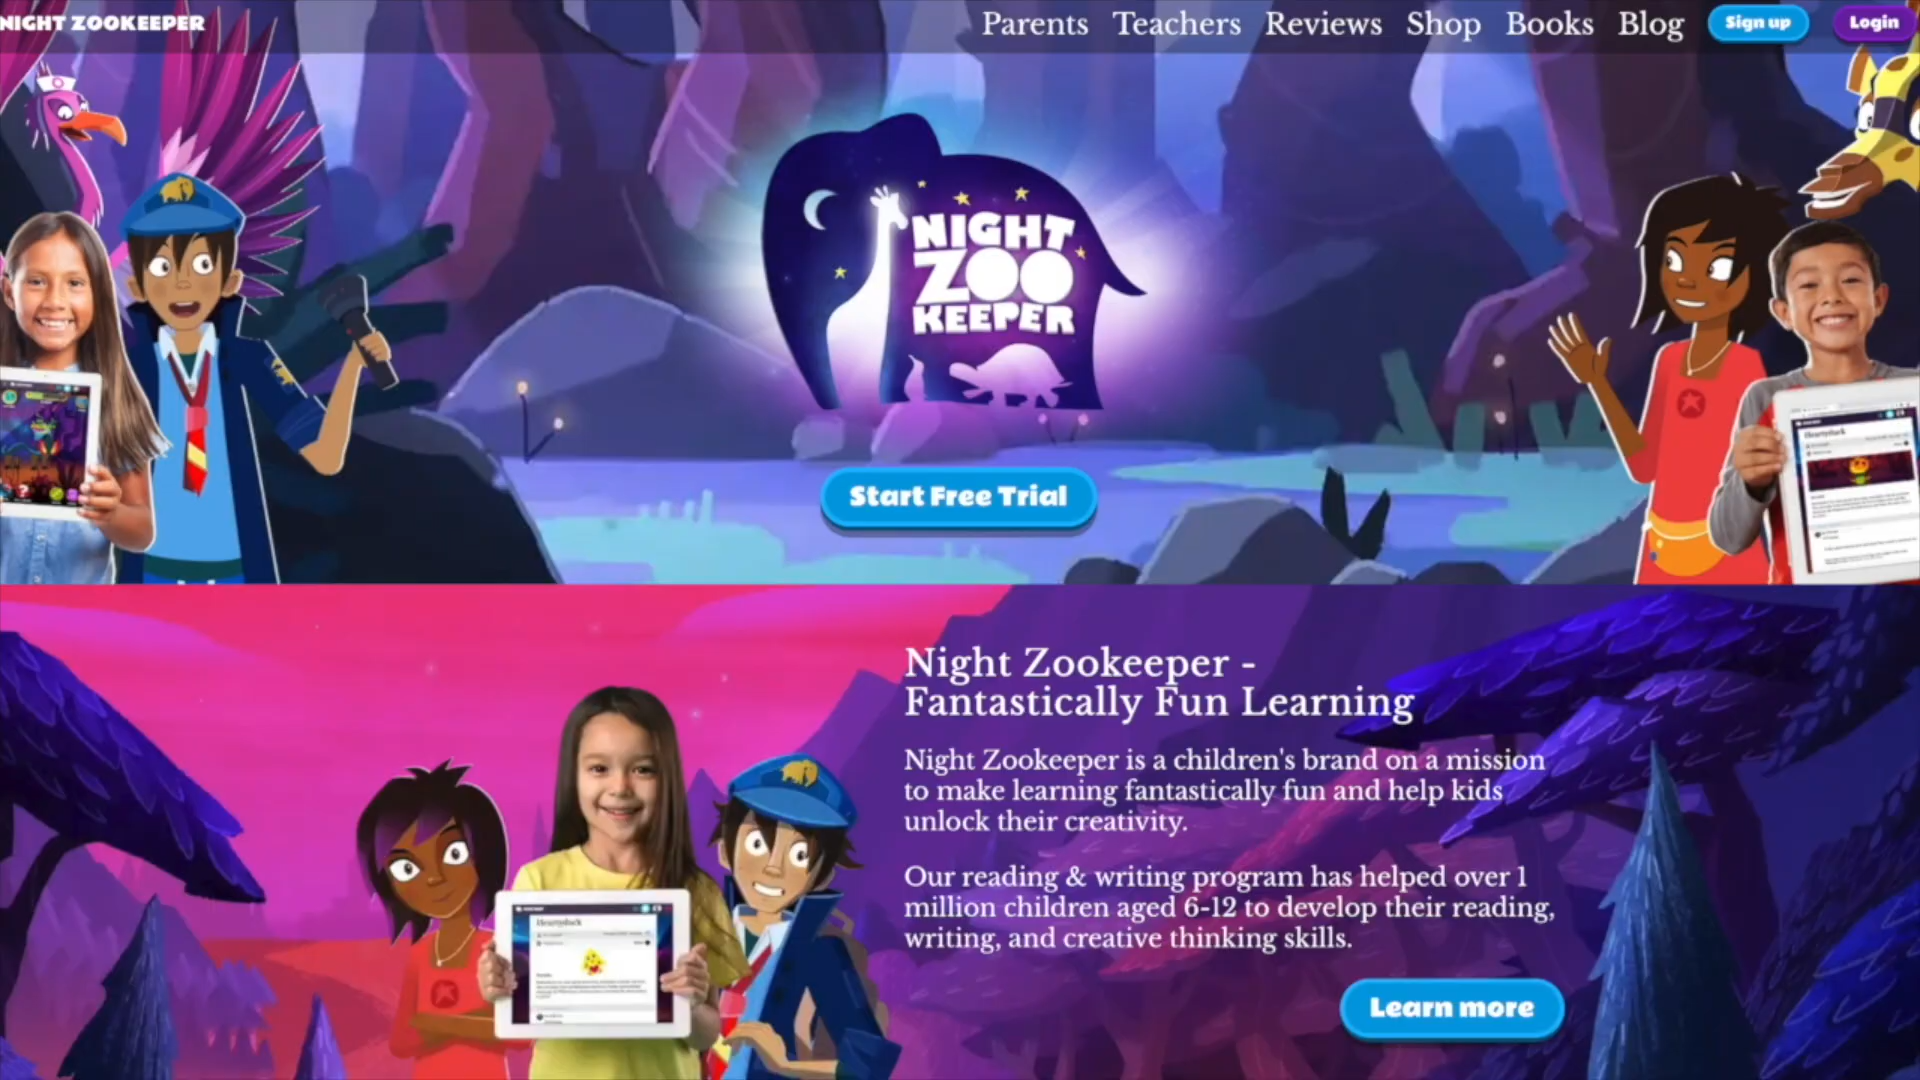 NIGHT ZOOKEEPER
Parents Teachers Reviews Shop Books Blog Sign up Login
NIGHT
ZOO
KEEPER
Start Free Trial
Night Zookeeper -
Fantastically Fun Learning
Night Zookeeper is a children's brand on a mission
to make learning fantastically fun and help kids
unlock their creativity.
Our reading & writing program has helped over 1
million children aged 6-12 to develop their reading,
writing, and creative thinking skills.
Learn more